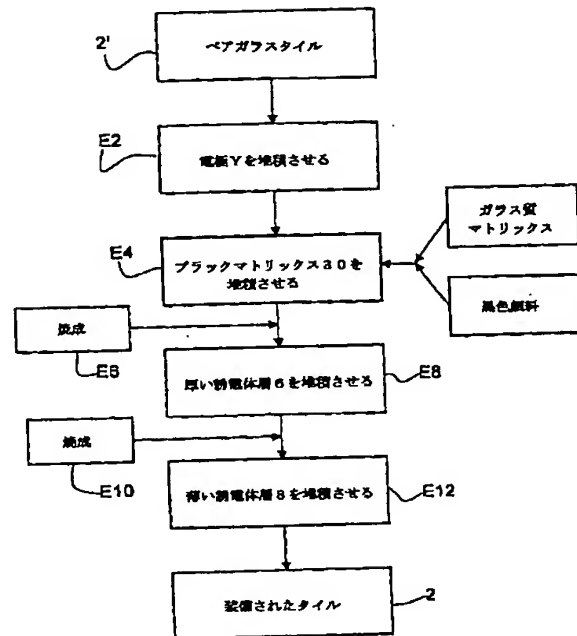 2'
ベアガラスタイル
E2
電極Yを堆積させる
ガラス質
マトリックス
E4
ブラックマトリックス30を
堆積させる
黒色顔料
焼成
E6
厚い誘電体層6を堆積させる
E8
焼成
E10
薄い誘電体層8を堆積させる
E12
装備されたタイル
2